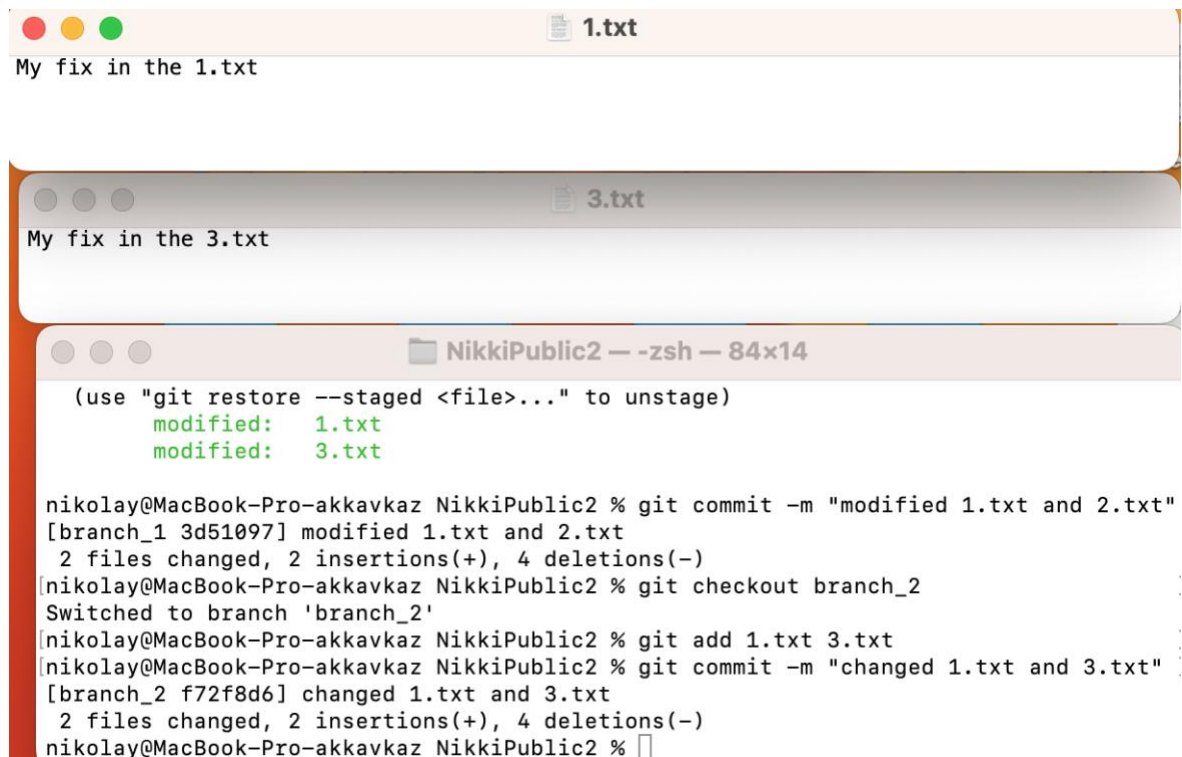 1.txt
My fix in the 1.txt
3.txt
My fix in the 3.txt
NikkiPublic2 — -zsh — 84×14
(use "git restore --staged <file>..." to unstage)
modified:   1.txt
modified:   3.txt
nikolay@MacBook-Pro-akkavkaz NikkiPublic2 % git commit -m "modified 1.txt and 2.txt"
[branch_1 3d51097] modified 1.txt and 2.txt
2 files changed, 2 insertions(+), 4 deletions(-)
[nikolay@MacBook-Pro-akkavkaz NikkiPublic2 % git checkout branch_2
Switched to branch 'branch_2'
[nikolay@MacBook-Pro-akkavkaz NikkiPublic2 % git add 1.txt 3.txt
[nikolay@MacBook-Pro-akkavkaz NikkiPublic2 % git commit -m "changed 1.txt and 3.txt"
[branch_2 f72f8d6] changed 1.txt and 3.txt
2 files changed, 2 insertions(+), 4 deletions(-)
nikolay@MacBook-Pro-akkavkaz NikkiPublic2 %